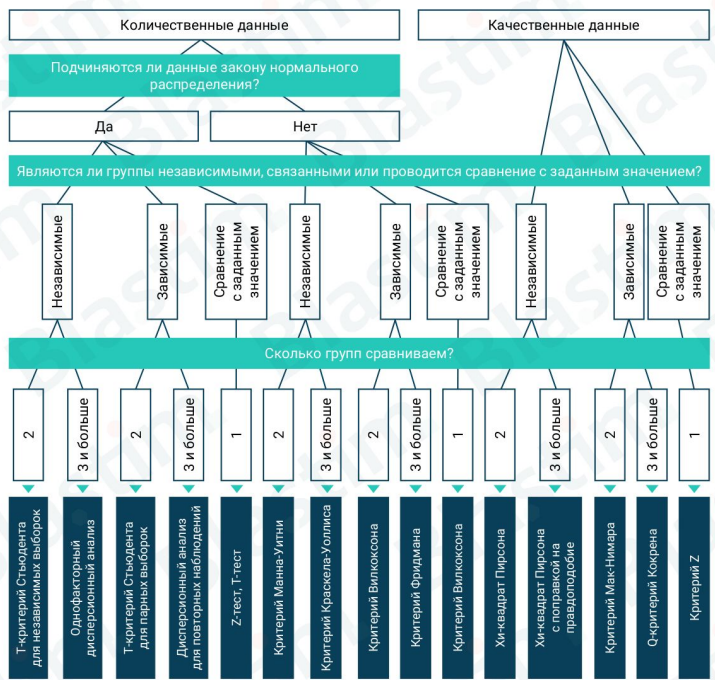 Количественные данные
Качественные данные
Подчиняются ли данные закону нормального
распределения?
Да
Нет
Являются ли группы независимыми, связанными или проводится сравнение с заданным значением?
Независимые
Зависимые
Сравнение
с заданным
значением
Независимые
Зависимые
Сравнение
с заданным
значением
Независимые
Зависимые
Сравнение
с заданным
значением
Сколько групп сравниваем?
2
3 и больше
2
3 и больше
1
2
3 и больше
2
3 и больше
1
2
3 и больше
2
3 и больше
1
Т-критерий Стьюдента
для независимых выборок
Однофакторный
дисперсионный анализ
Т-критерий Стьюдента
для парных выборок
Дисперсионный анализ
для повторных наблюдений
Z-тест, Т-тест
Критерий Манна-Уитни
Критерий Краскела-Уоллиса
Критерий Вилкоксона
Критерий Фридмана
Критерий Вилкоксона
Хи-квадрат Пирсона
Хи-квадрат Пирсона
с поправкой на
правдоподобие
Критерий Мак-Нимара
Q-критерий Кокрена
Критерий Z
Blastim